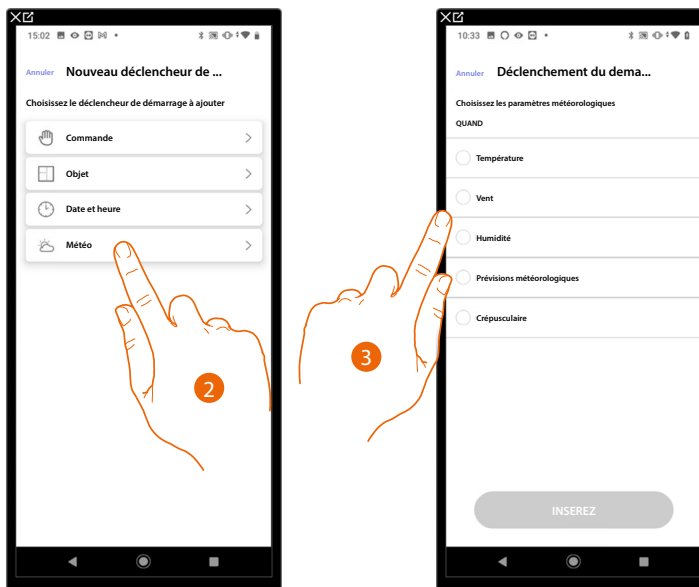 15:02
Annuler Nouveau déclencheur de ...
Choisissez le déclencheur de démarrage à ajouter
Commande
Objet
Date et heure
Météo
2
10:33
Annuler Déclenchement du dema...
Choisissez les paramètres météorologiques
QUAND
Température
Vent
Humidité
Prévisions météorologiques
Crépusculaire
3
INSEREZ